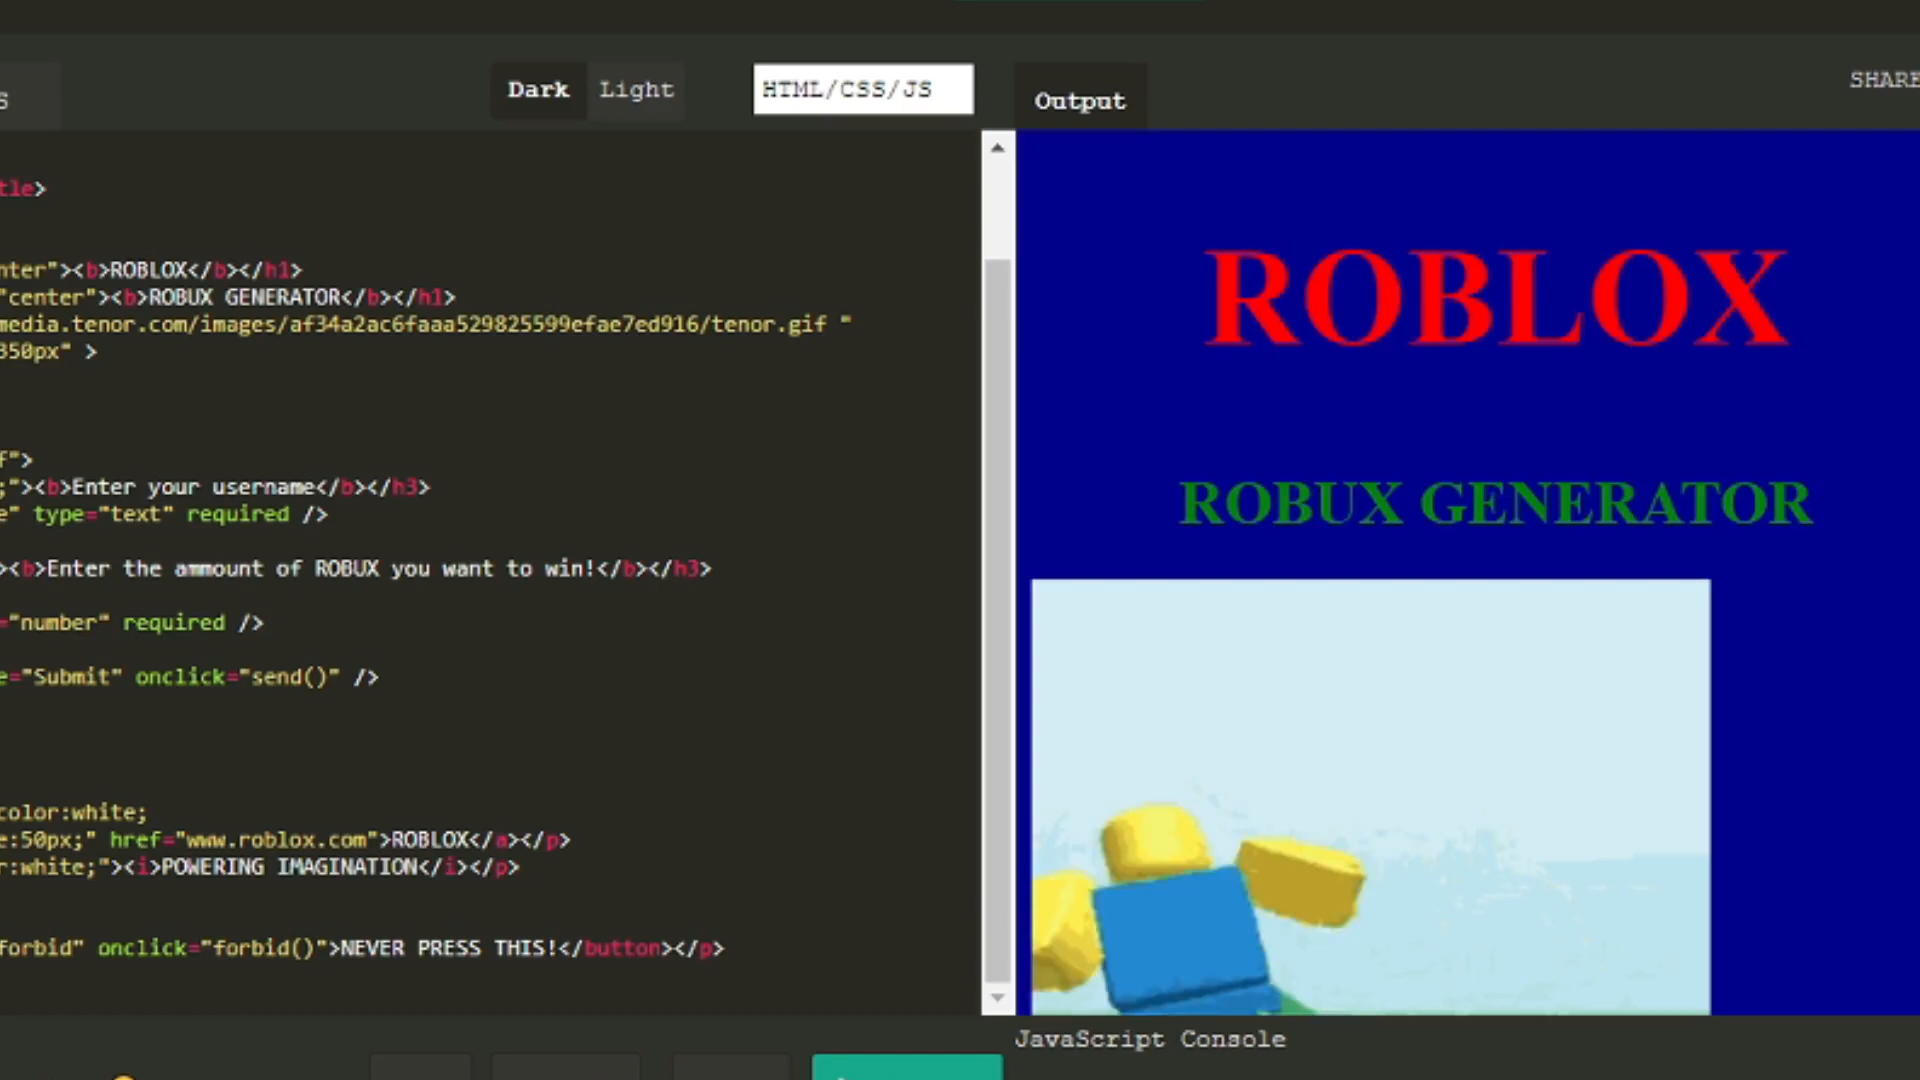 S
Dark Light HTML/CSS/JS Output SHARE
tle>
nter"><b>ROBLOX</b></h1>
"center"><b>ROBUX GENERATOR</b></h1>
media.tenor.com/images/af34a2ac6faaa529825599efae7ed916/tenor.gif "
350px" >
f">
;"><b>Enter your username</b></h3>
e" type="text" required />
><b>Enter the ammount of ROBUX you want to win!</b></h3>
="number" required />
e="Submit" onclick="send()" />
color:white;
e:50px;" href="www.roblox.com">ROBLOX</a></p>
r:white;"><i>POWERING IMAGINATION</i></p>
forbid" onclick="forbid()">NEVER PRESS THIS!</button></p>
ROBLOX
ROBUX GENERATOR
JavaScript Console